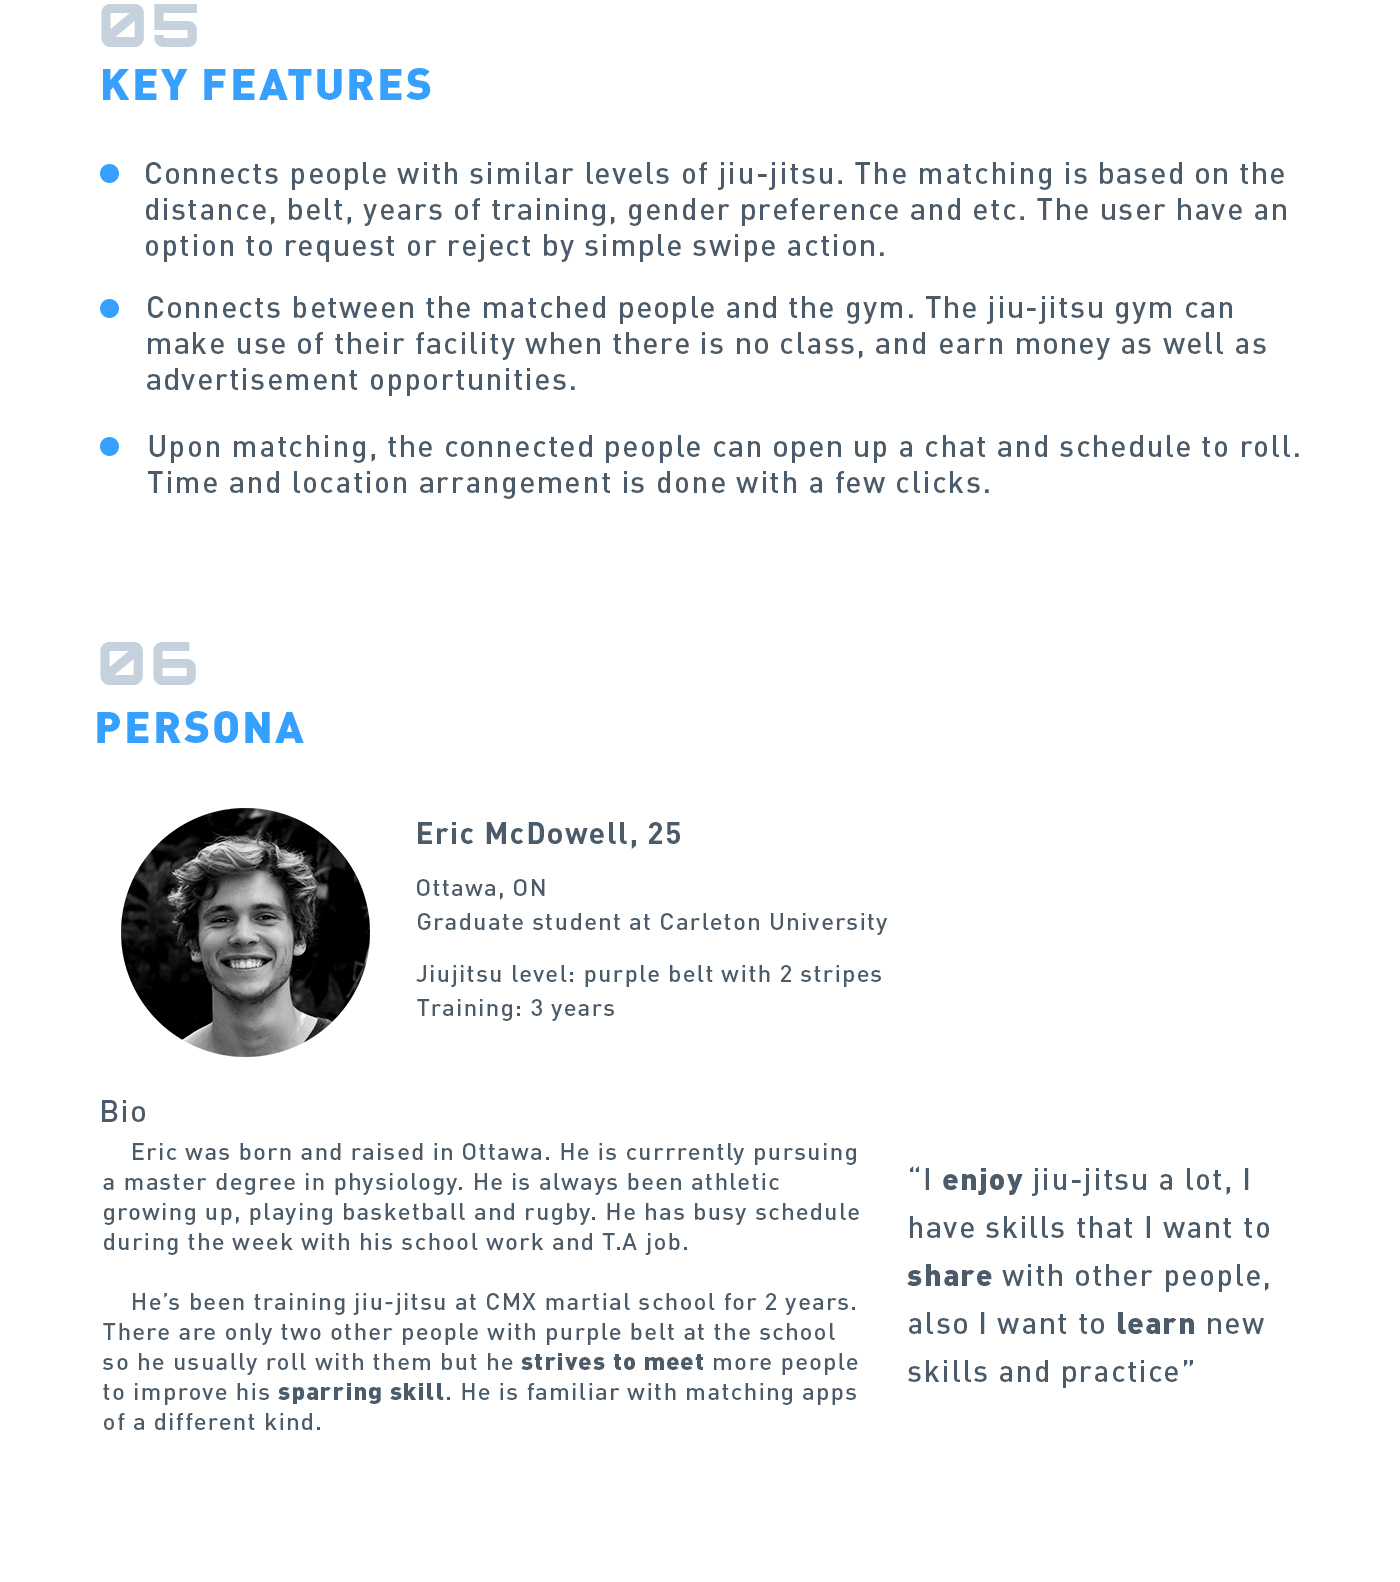 05
KEY FEATURES
Connects people with similar levels of jiu-jitsu. The matching is based on the
distance, belt, years of training, gender preference and etc. The user have an
option to request or reject by simple swipe action.
Connects between the matched people and the gym. The jiu-jitsu gym can
make use of their facility when there is no class, and earn money as well as
advertisement opportunities.
Upon matching, the connected people can open up a chat and schedule to roll.
Time and location arrangement is done with a few clicks.
06
PERSONA
Eric McDowell, 25
Ottawa, ON
Graduate student at Carleton University
Jiujitsu level: purple belt with 2 stripes
Training: 3 years
Bio
Eric was born and raised in Ottawa. He is currrently pursuing
a master degree in physiology. He is always been athletic
growing up, playing basketball and rugby. He has busy schedule
during the week with his school work and T.A job.
He’s been training jiu-jitsu at CMX martial school for 2 years.
There are only two other people with purple belt at the school
so he usually roll with them but he strives to meet more people
to improve his sparring skill. He is familiar with matching apps
of a different kind.
“I enjoy jiu-jitsu a lot, I
have skills that I want to
share with other people,
also I want to learn new
skills and practice”